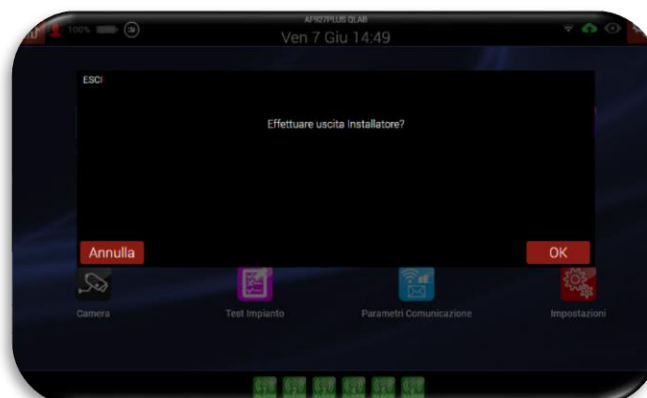 AP927PLUS QLAB
100%
Ven 7 Giu 14:49
ESCI
Effettuare uscita Installatore?
Annulla
OK
Camera
Test Impianto
Parametri Comunicazione
Impostazioni